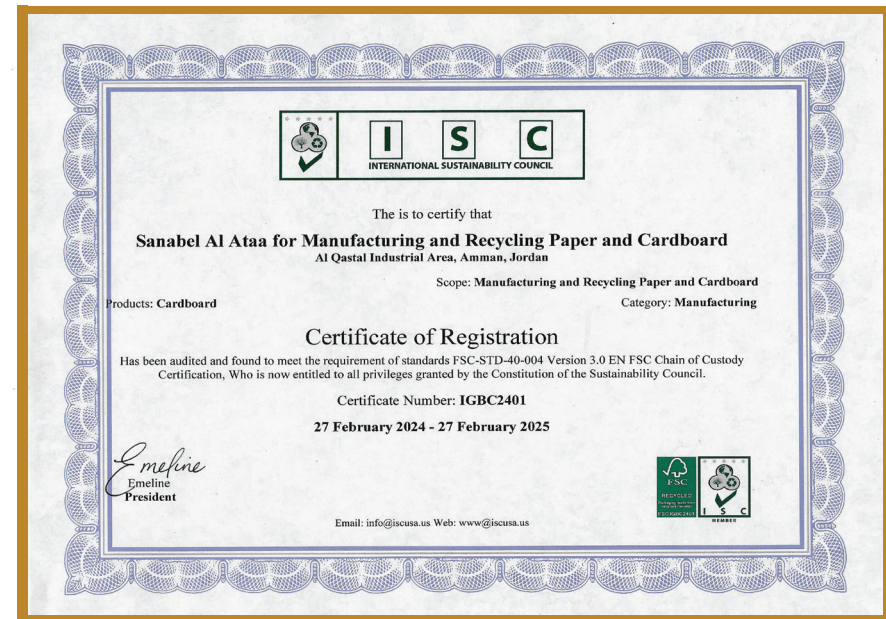 I S C
INTERNATIONAL SUSTAINABILITY COUNCIL
The is to certify that
Sanabel Al Ataa for Manufacturing and Recycling Paper and Cardboard
Al Qastal Industrial Area, Amman, Jordan
Scope: Manufacturing and Recycling Paper and Cardboard
Products: Cardboard
Category: Manufacturing
Certificate of Registration
Has been audited and found to meet the requirement of standards FSC-STD-40-004 Version 3.0 EN FSC Chain of Custody
Certification, Who is now entitled to all privileges granted by the Constitution of the Sustainability Council.
Certificate Number: IGBC2401
27 February 2024 - 27 February 2025
Emeline
Emeline
President
FSC
RECYCLED
FSC IGBC2401
I S C
MEMBER
Email: info@iscusa.us Web: www@iscusa.us